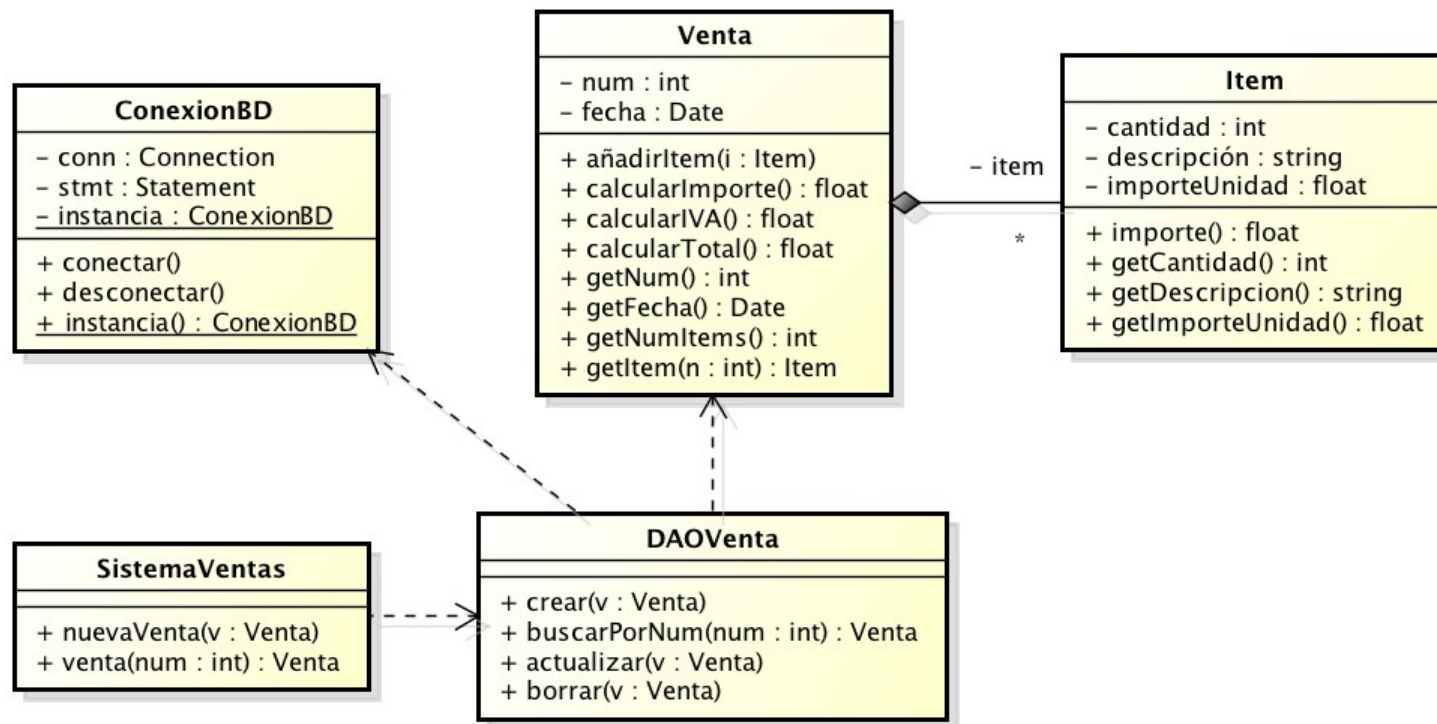 Venta
– num : int
– fecha : Date
+ añadirItem(i : Item)
+ calcularImporte() : float
+ calcularIVA() : float
+ calcularTotal() : float
+ getNum() : int
+ getFecha() : Date
+ getNumItems() : int
+ getItem(n : int) : Item
ConexionBD
– conn : Connection
– stmt : Statement
– instancia : ConexionBD
+ conectar()
+ desconectar()
+ instancia() : ConexionBD
– item
*
Item
– cantidad : int
– descripción : string
– importeUnidad : float
+ importe() : float
+ getCantidad() : int
+ getDescripcion() : string
+ getImporteUnidad() : float
SistemaVentas
+ nuevaVenta(v : Venta)
+ venta(num : int) : Venta
DAOVenta
+ crear(v : Venta)
+ buscarPorNum(num : int) : Venta
+ actualizar(v : Venta)
+ borrar(v : Venta)